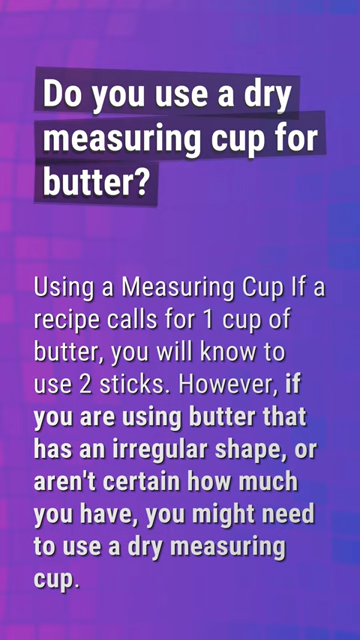 Do you use a dry
measuring cup for
butter?
Using a Measuring Cup If a
recipe calls for 1 cup of
butter, you will know to
use 2 sticks. However, if
you are using butter that
has an irregular shape, or
aren't certain how much
you have, you might need
to use a dry measuring
cup.